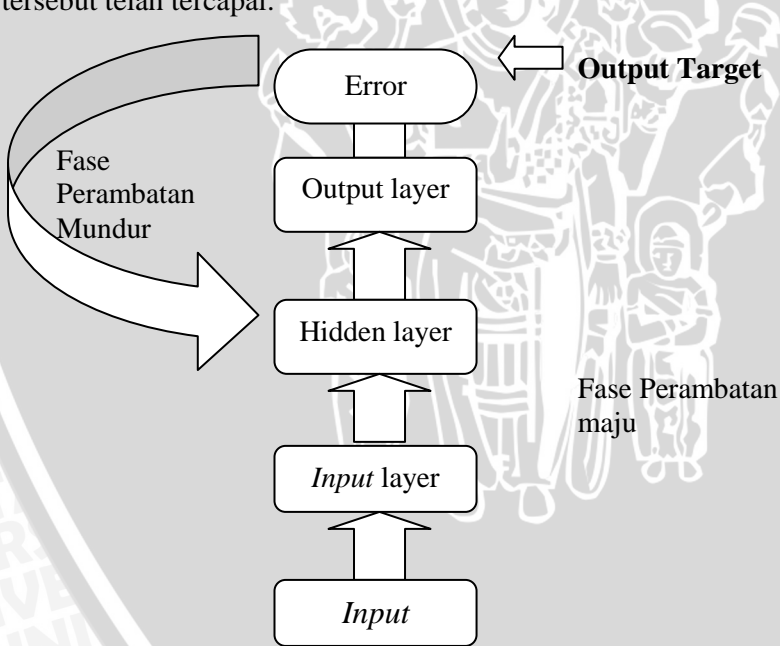 tersebut telah tercapai.
Output Target
Error
Fase
Perambatan
Mundur
Output layer
Hidden layer
Fase Perambatan
maju
Input layer
Input